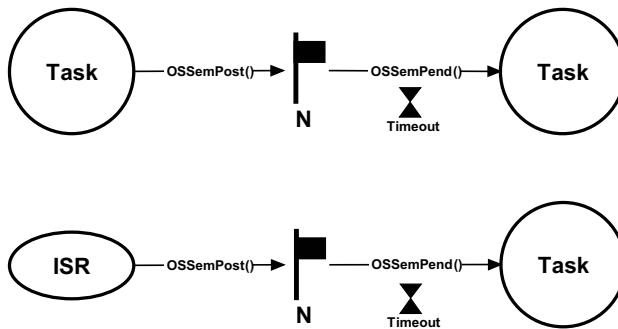 Task OSSemPost() OSSemPend() Task
N Timeout
ISR OSSemPost() OSSemPend() Task
N Timeout